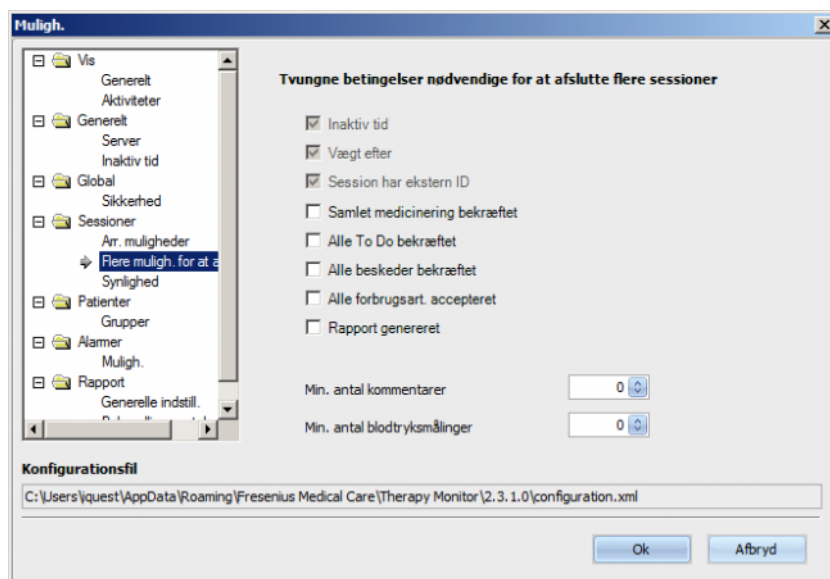 Muligh.
Vis
Generelt
Aktiviteter
Generelt
Server
Inaktiv tid
Global
Sikkerhed
Sessioner
Arr. muligheder
Flere muligh. for at a
Synlighed
Patienter
Grupper
Alarmer
Muligh.
Rapport
Generelle indstill.
Tvungne betingelser nødvendige for at afslutte flere sessioner
Inaktiv tid
Vægt efter
Session har ekstern ID
Samlet medicinering bekræftet
Alle To Do bekræftet
Alle beskeder bekræftet
Alle forbrugsart. accepteret
Rapport genereret
Min. antal kommentarer 0
Min. antal blodtryksmålinger 0
Konfigurationsfil
C:\Users\iquest\AppData\Roaming\Fresenius Medical Care\Therapy Monitor\2.3.1.0\configuration.xml
Ok Afbryd